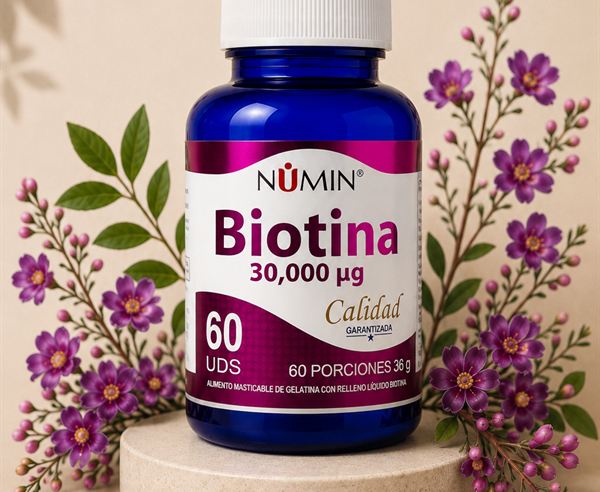 NUMIN®
Biotina
30,000 µg
Calidad
GARANTIZADA
60
UDS
60 PORCIONES 36 g
ALIMENTO MASTICABLE DE GELATINA CON RELLENO LÍQUIDO BIOTINA